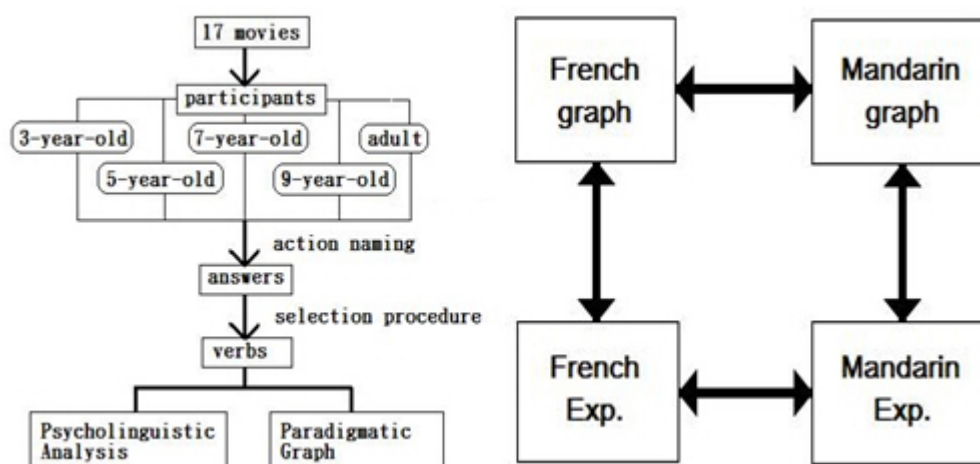 17 movies
participants
3-year-old
7-year-old
adult
5-year-old
9-year-old
action naming
answers
selection procedure
verbs
Psycholinguistic
Analysis
Paradigmatic
Graph
French
graph
Mandarin
graph
French
Exp.
Mandarin
Exp.